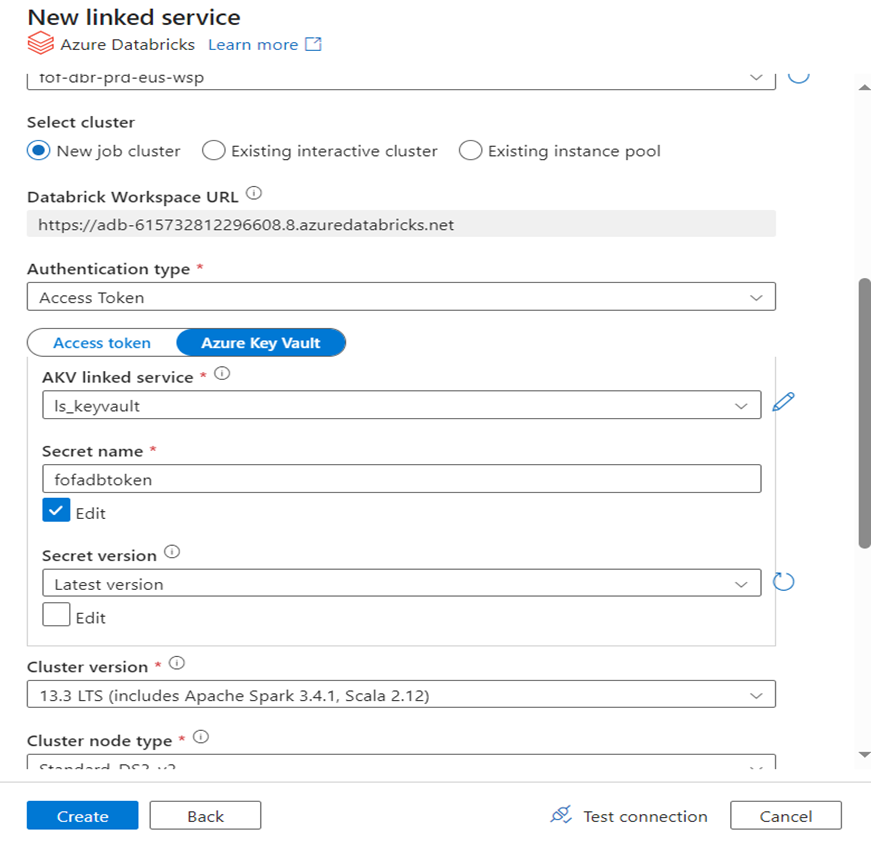 New linked service
Azure Databricks Learn more
fof-dbr-prd-eus-wsp
Select cluster
New job cluster Existing interactive cluster Existing instance pool
Databrick Workspace URL
https://adb-615732812296608.8.azuredatabricks.net
Authentication type *
Access Token
Access token Azure Key Vault
AKV linked service *
ls_keyvault
Secret name *
fofadbtoken
Edit
Secret version
Latest version
Edit
Cluster version *
13.3 LTS (includes Apache Spark 3.4.1, Scala 2.12)
Cluster node type *
Standard_DS3_v2
Create Back Test connection Cancel